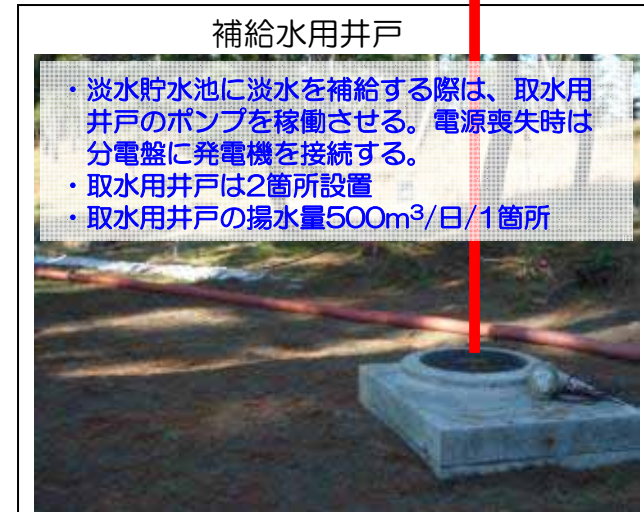 補給水用井戸
・淡水貯水池に淡水を補給する際は、取水用
井戸のポンプを稼働させる。電源喪失時は
分電盤に発電機を接続する。
・取水用井戸は2箇所設置
・取水用井戸の揚水量500m³/日/1箇所